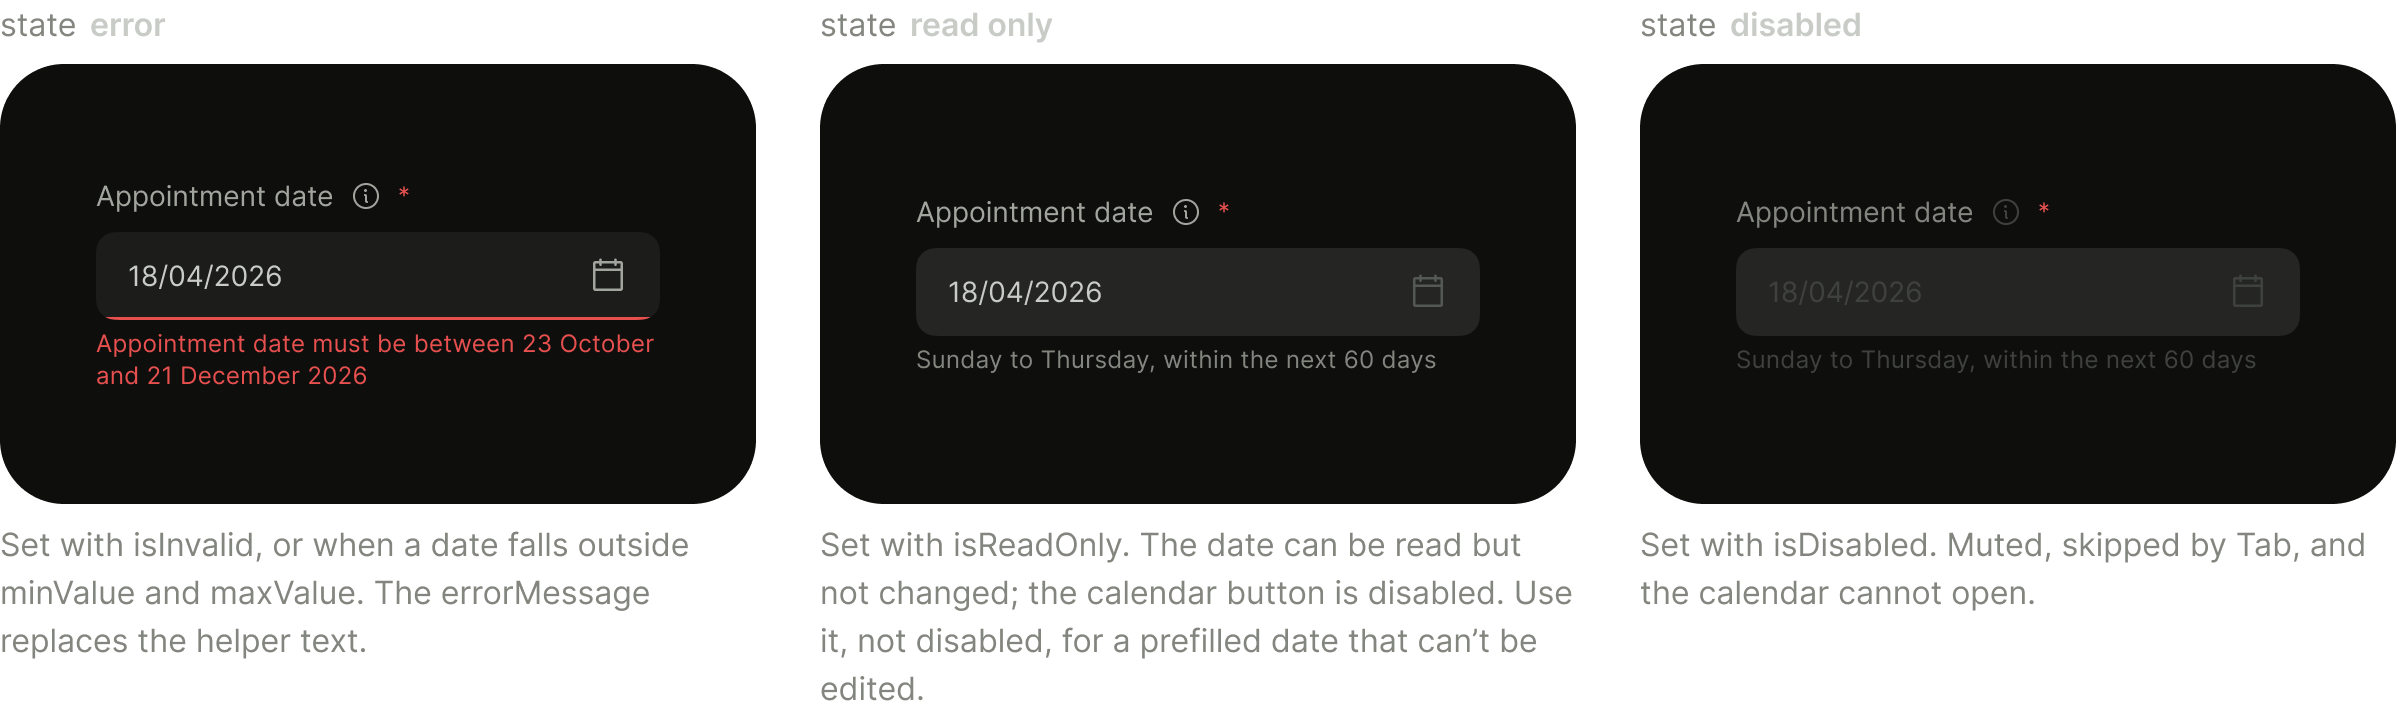 state error
Appointment date *
18/04/2026
Appointment date must be between 23 October
and 21 December 2026
Set with isInvalid, or when a date falls outside
minValue and maxValue. The errorMessage
replaces the helper text.
state read only
Appointment date *
18/04/2026
Sunday to Thursday, within the next 60 days
Set with isReadOnly. The date can be read but
not changed; the calendar button is disabled. Use
it, not disabled, for a prefilled date that can’t be
edited.
state disabled
Appointment date *
18/04/2026
Sunday to Thursday, within the next 60 days
Set with isDisabled. Muted, skipped by Tab, and
the calendar cannot open.